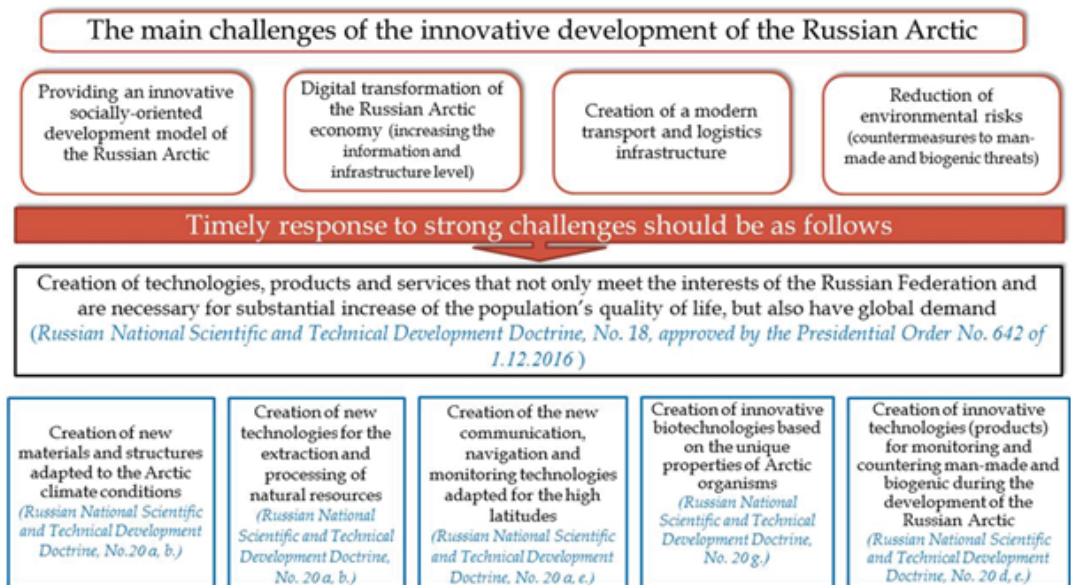 The main challenges of the innovative development of the Russian Arctic
Providing an innovative
socially-oriented
development model of
the Russian Arctic
Digital transformation of
the Russian Arctic
economy (increasing the
information and
infrastructure level)
Creation of a modern
transport and logistics
infrastructure
Reduction of
environmental risks
(countermeasures to man-
made and biogenic threats)
Timely response to strong challenges should be as follows
Creation of technologies, products and services that not only meet the interests of the Russian Federation and
are necessary for substantial increase of the population's quality of life, but also have global demand
(Russian National Scientific and Technical Development Doctrine, No. 18, approved by the Presidential Order No. 642 of
1.12.2016 )
Creation of new
materials and structures
adapted to the Arctic
climate conditions
(Russian National Scientific
and Technical Development
Doctrine, No.20 a, b.)
Creation of new
technologies for the
extraction and
processing of
natural resources
(Russian National
Scientific and Technical
Development Doctrine,
No. 20 a, b.)
Creation of the new
communication,
navigation and
monitoring technologies
adapted for the high
latitudes
(Russian National Scientific
and Technical Development
Doctrine, No. 20 a, e.)
Creation of innovative
biotechnologies based
on the unique
properties of Arctic
organisms
(Russian National
Scientific and Technical
Development Doctrine,
No. 20 g.)
Creation of innovative
technologies (products)
for monitoring and
countering man-made and
biogenic during the
development of the
Russian Arctic
(Russian National Scientific
and Technical Development
Doctrine, No. 20 d, e.)